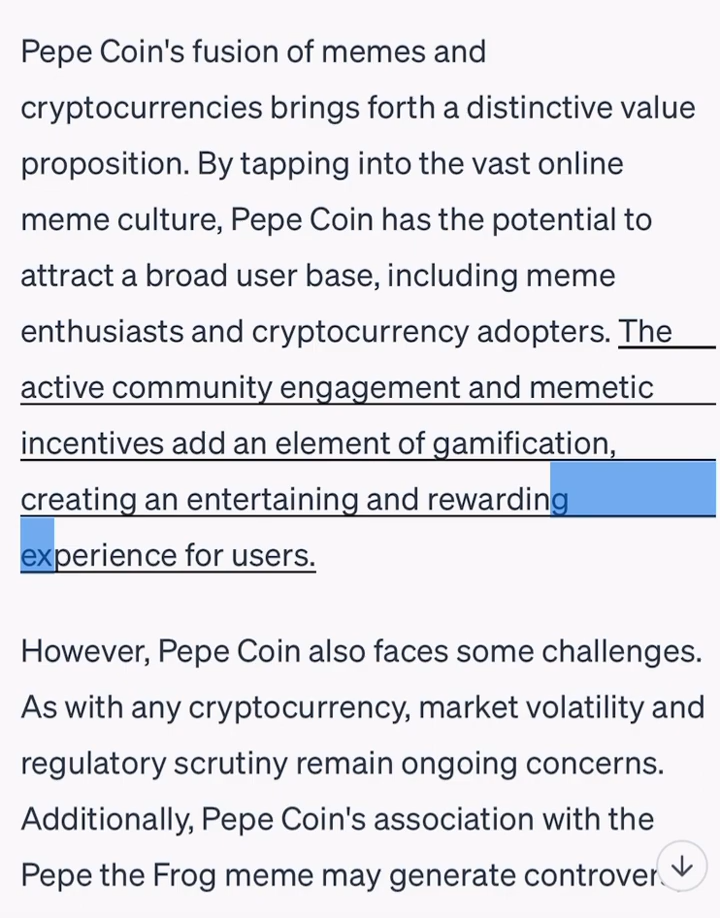 Pepe Coin's fusion of memes and
cryptocurrencies brings forth a distinctive value
proposition. By tapping into the vast online
meme culture, Pepe Coin has the potential to
attract a broad user base, including meme
enthusiasts and cryptocurrency adopters. The
active community engagement and memetic
incentives add an element of gamification,
creating an entertaining and rewarding
experience for users.
However, Pepe Coin also faces some challenges.
As with any cryptocurrency, market volatility and
regulatory scrutiny remain ongoing concerns.
Additionally, Pepe Coin's association with the
Pepe the Frog meme may generate